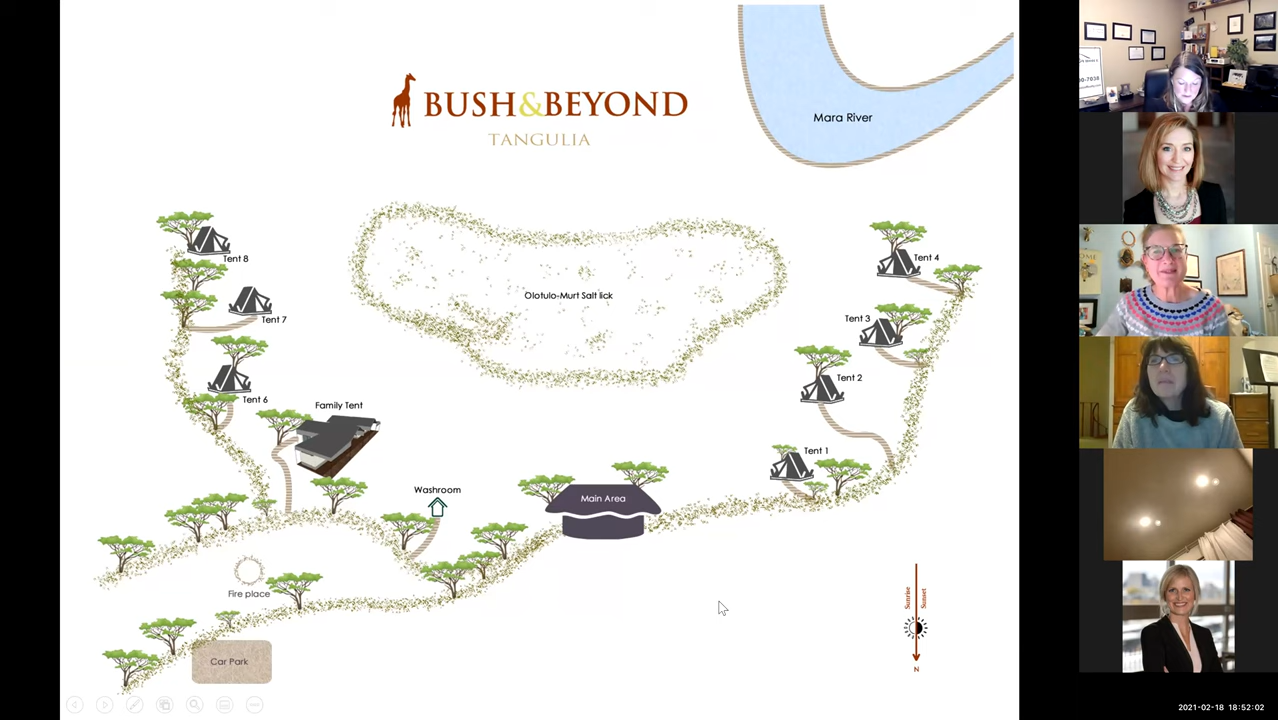 BUSH&BEYOND
TANGULIA
Mara River
Tent 8
Tent 4
Olotulo-Murt Salt lick
Tent 7
Tent 3
Tent 2
Tent 6
Family Tent
Tent 1
Washroom
Main Area
Fire place
Sunrise
Sunset
Car Park
N
2021-02-18 18:52:02